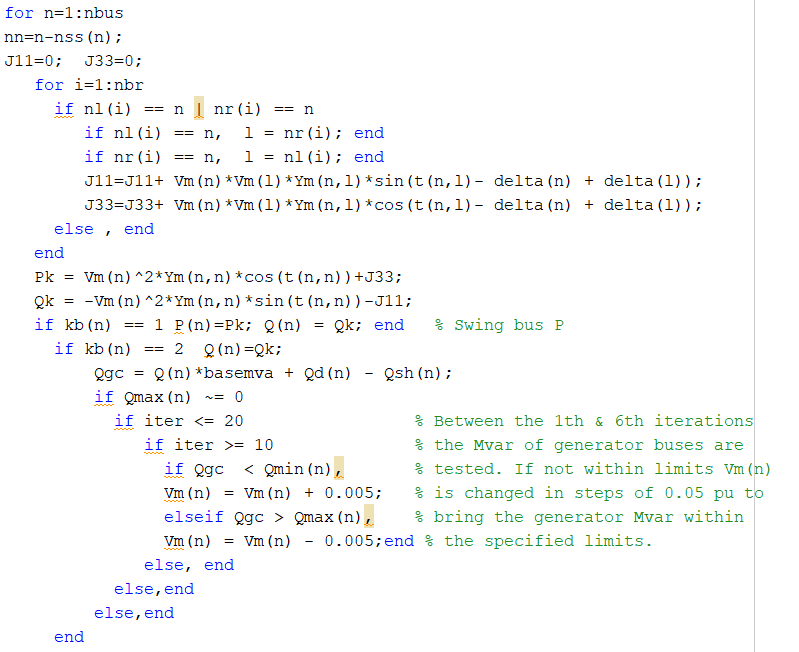 for n=1:nbus
nn=n-nss(n);
J11=0;  J33=0;
   for i=1:nbr
     if nl(i) == n | nr(i) == n
        if nl(i) == n,  l = nr(i); end
        if nr(i) == n,  l = nl(i); end
        J11=J11+ Vm(n)*Vm(l)*Ym(n,l)*sin(t(n,l)- delta(n) + delta(l));
        J33=J33+ Vm(n)*Vm(l)*Ym(n,l)*cos(t(n,l)- delta(n) + delta(l));
     else , end
   end
   Pk = Vm(n)^2*Ym(n,n)*cos(t(n,n))+J33;
   Qk = -Vm(n)^2*Ym(n,n)*sin(t(n,n))-J11;
   if kb(n) == 1 P(n)=Pk; Q(n) = Qk; end   % Swing bus P
     if kb(n) == 2  Q(n)=Qk;
         Qgc = Q(n)*basemva + Qd(n) - Qsh(n);
         if Qmax(n) ~= 0
           if iter <= 20                 % Between the 1th & 6th iterations
              if iter >= 10              % the Mvar of generator buses are
                if Qgc  < Qmin(n),       % tested. If not within limits Vm(n)
                Vm(n) = Vm(n) + 0.005;   % is changed in steps of 0.05 pu to
                elseif Qgc > Qmax(n),    % bring the generator Mvar within
                Vm(n) = Vm(n) - 0.005;end % the specified limits.
              else, end
           else,end
         else,end
     end